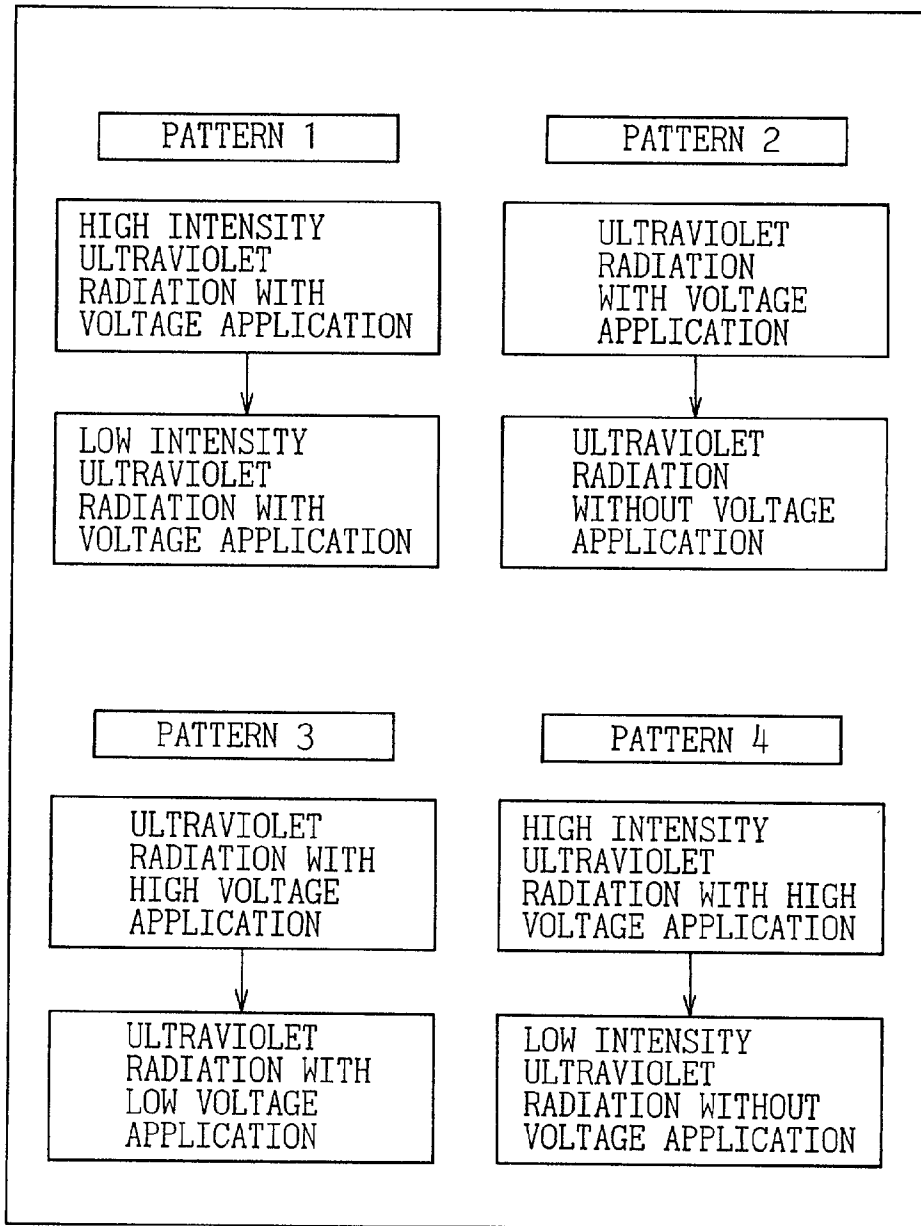 PATTERN 1
HIGH INTENSITY
ULTRAVIOLET
RADIATION WITH
VOLTAGE APPLICATION
LOW INTENSITY
ULTRAVIOLET
RADIATION WITH
VOLTAGE APPLICATION
PATTERN 2
ULTRAVIOLET
RADIATION
WITH VOLTAGE
APPLICATION
ULTRAVIOLET
RADIATION
WITHOUT VOLTAGE
APPLICATION
PATTERN 3
ULTRAVIOLET
RADIATION WITH
HIGH VOLTAGE
APPLICATION
ULTRAVIOLET
RADIATION WITH
LOW VOLTAGE
APPLICATION
PATTERN 4
HIGH INTENSITY
ULTRAVIOLET
RADIATION WITH HIGH
VOLTAGE APPLICATION
LOW INTENSITY
ULTRAVIOLET
RADIATION WITHOUT
VOLTAGE APPLICATION